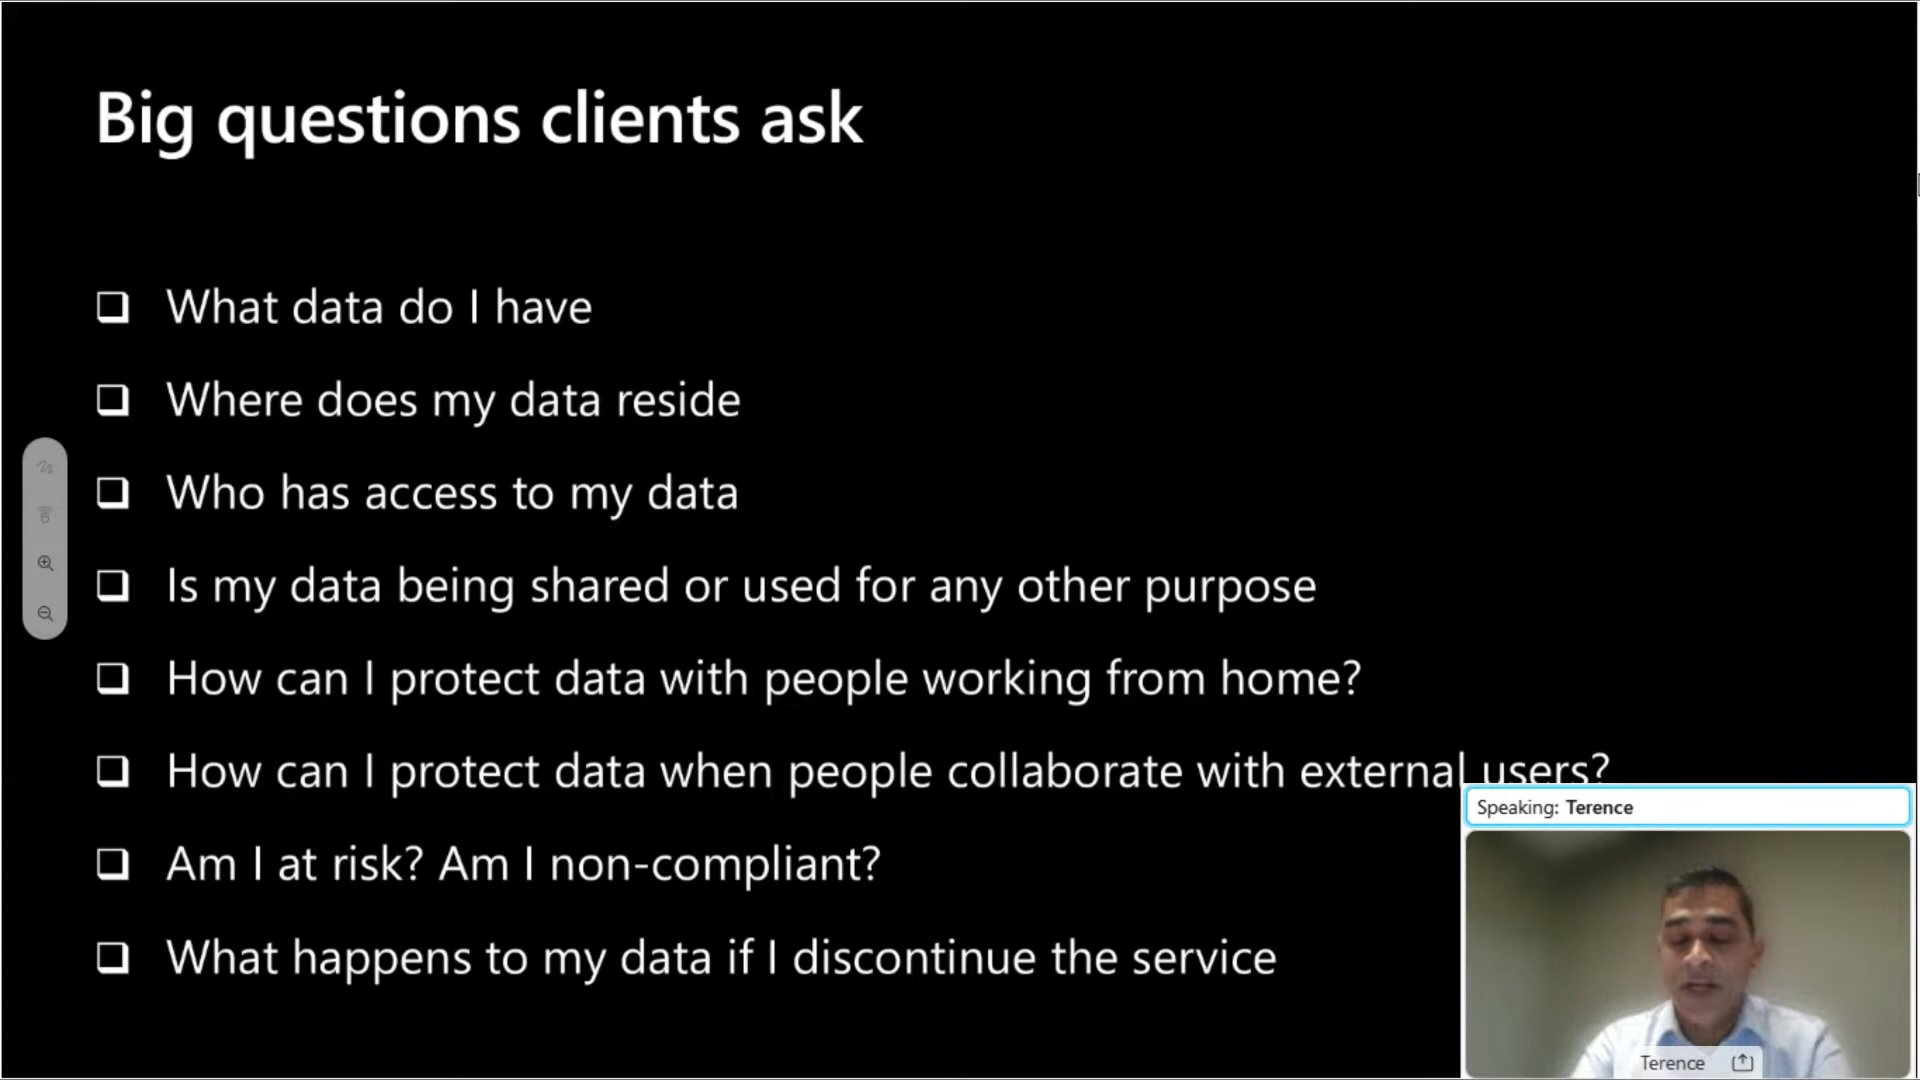 Big questions clients ask
What data do I have
Where does my data reside
Who has access to my data
Is my data being shared or used for any other purpose
How can I protect data with people working from home?
How can I protect data when people collaborate with external users?
Am I at risk? Am I non-compliant?
What happens to my data if I discontinue the service
Speaking: Terence
Terence